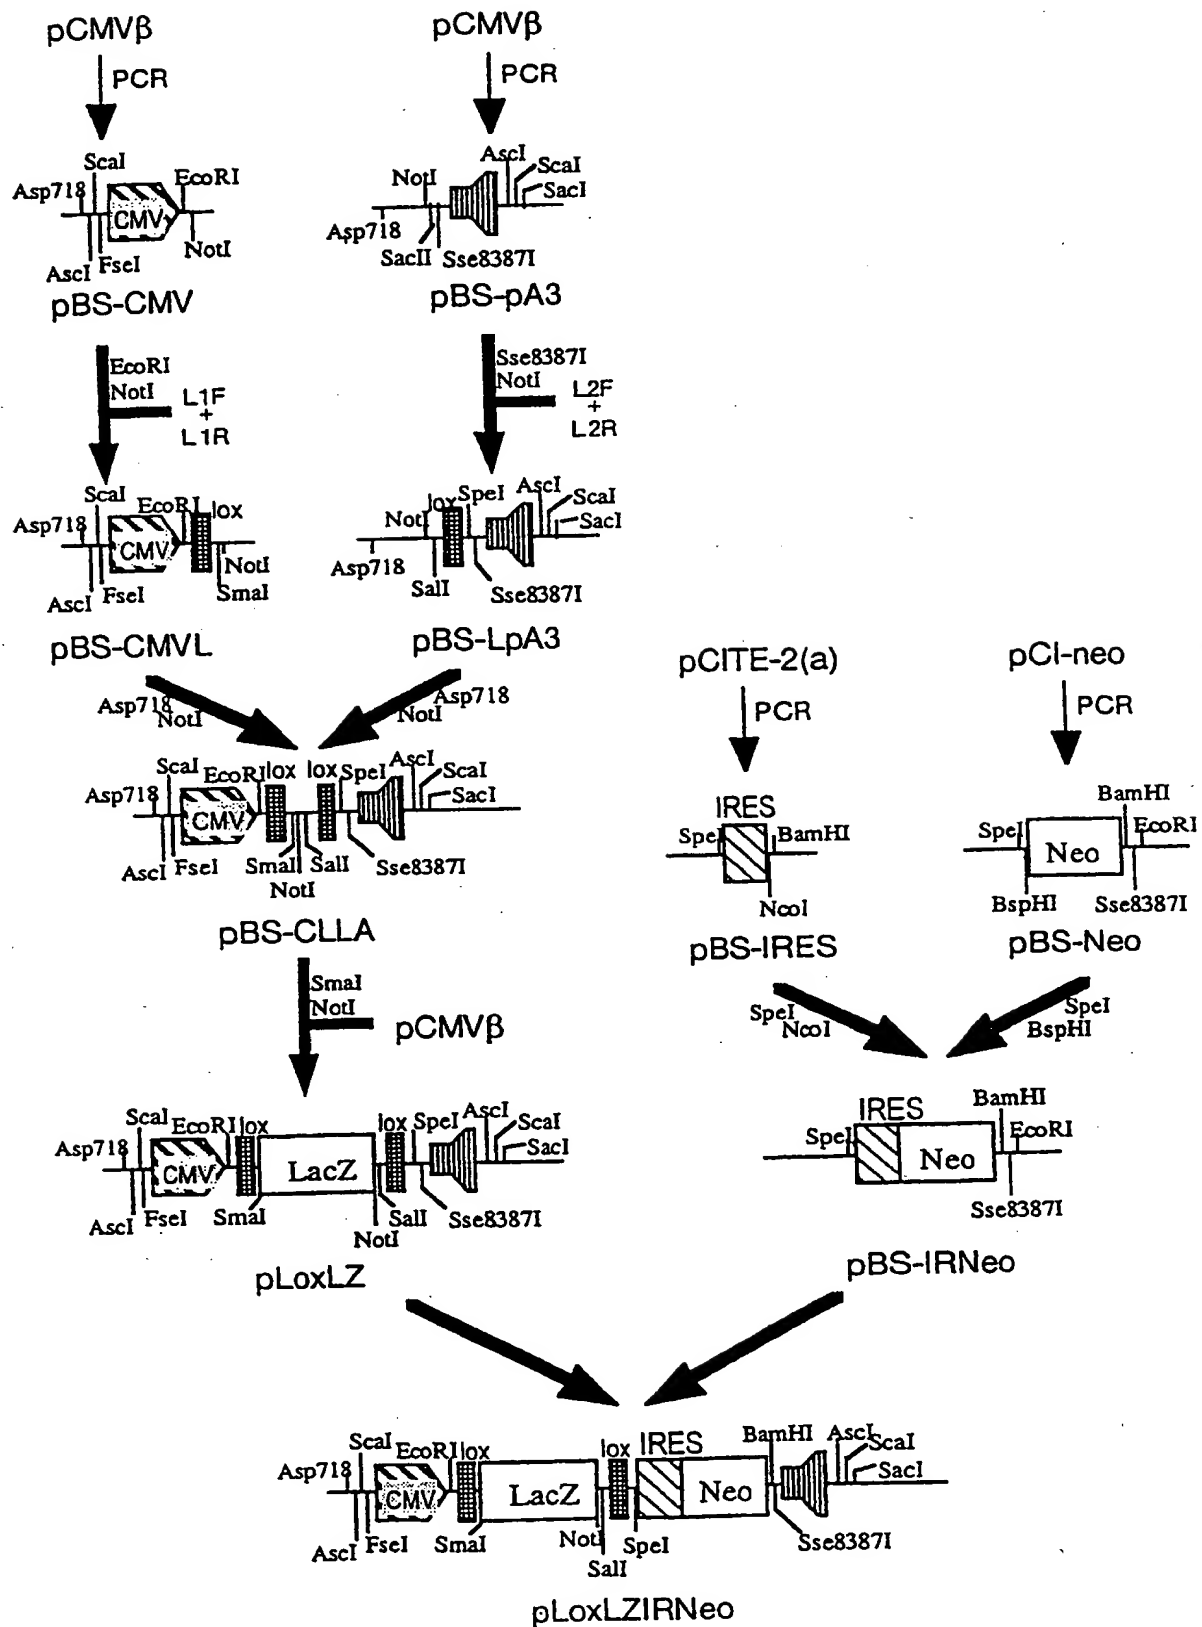 pCMVβ
PCR
ScaI
Asp718
EcoRI
CMV
AscI
FseI
NotI
pBS-CMV
pCMVβ
PCR
AscI
NotI
ScaI
SacI
Asp718
SacII
Sse8387I
pBS-pA3
EcoRI
NotI
L1F
+
L1R
Sse8387I
NotI
L2F
+
L2R
ScaI
Asp718
EcoRI
lox
CMV
AscI
FseI
NotI
SmaI
pBS-CMVL
NotI
lox
SpeI
AscI
ScaI
SacI
Asp718
SalI
Sse8387I
pBS-LpA3
Asp718
NotI
Asp718
NotI
ScaI
EcoRI
lox
lox
SpeI
AscI
ScaI
SacI
Asp718
CMV
AscI
FseI
SmaI
NotI
SalI
Sse8387I
pBS-CLLA
SmaI
NotI
pCMVβ
pCITE-2(a)
PCR
IRES
SpeI
BamHI
NcoI
pBS-IRES
pCI-neo
PCR
BamHI
SpeI
EcoRI
Neo
BspHI
Sse8387I
pBS-Neo
SpeI
NcoI
SpeI
BspHI
ScaI
EcoRI
lox
lox
SpeI
AscI
ScaI
SacI
Asp718
CMV
LacZ
AscI
FseI
SmaI
NotI
SalI
Sse8387I
pLoxLZ
IRES
BamHI
SpeI
EcoRI
Neo
Sse8387I
pBS-IRNeo
ScaI
EcoRI
lox
lox
IRES
BamHI
AscI
ScaI
SacI
Asp718
CMV
LacZ
Neo
AscI
FseI
SmaI
NotI
SalI
SpeI
Sse8387I
pLoxLZIRNeo